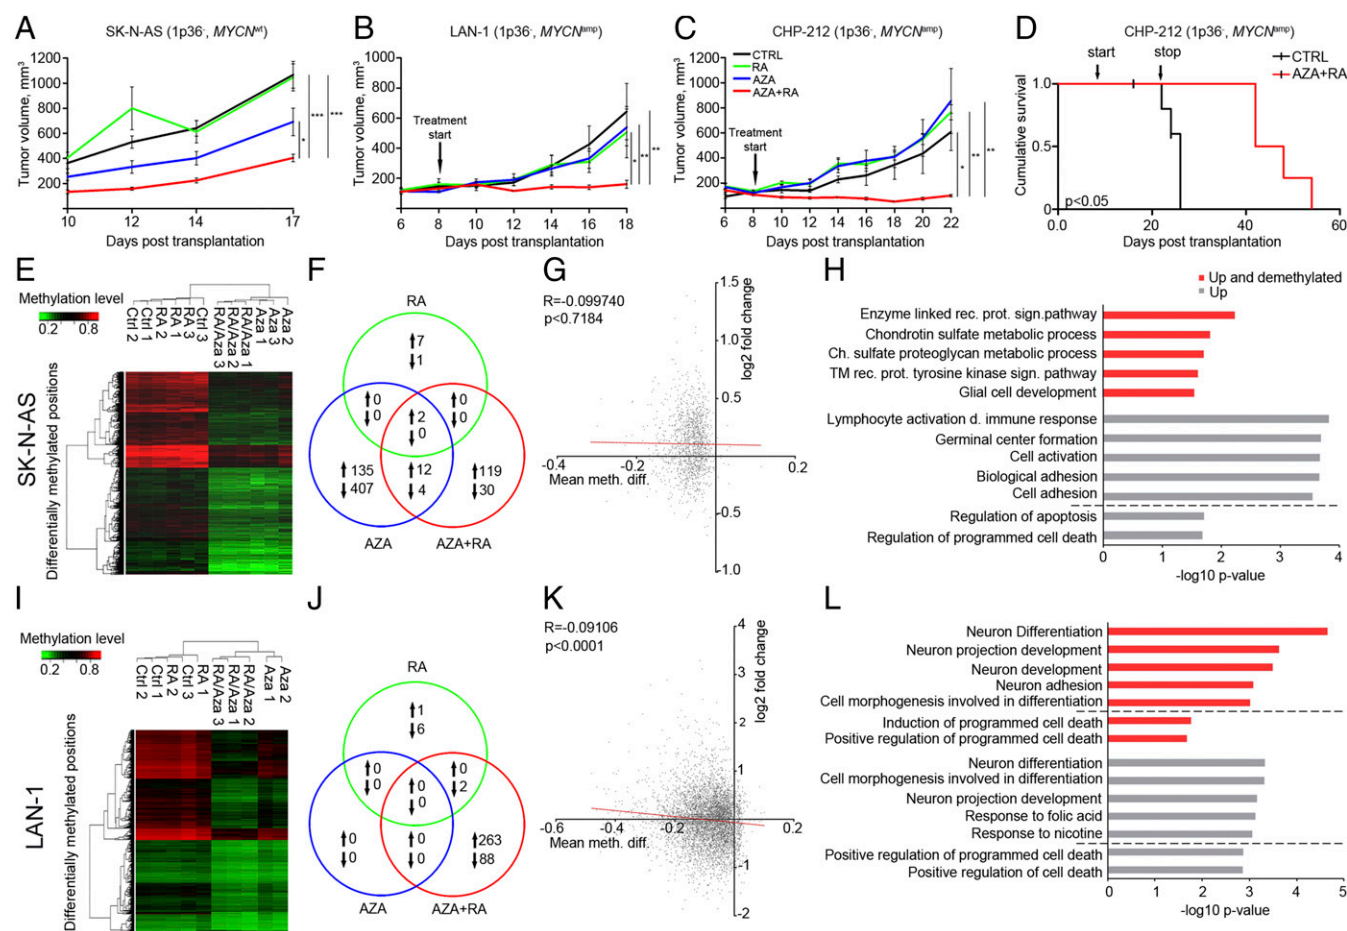 A
SK-N-AS (1p36-, MYCNwt)
Tumor volume, mm3
1200
1000
800
600
400
200
10
12
14
17
Days post transplantation
***
***
*
B
LAN-1 (1p36-, MYCNamp)
Tumor volume, mm3
1000
800
600
400
200
Treatment
start
6
8
10
12
14
16
18
Days post transplantation
*
**
**
C
CHP-212 (1p36-, MYCNamp)
Tumor volume, mm3
1200
1000
800
600
400
200
CTRL
RA
AZA
AZA+RA
Treatment
start
6
8
10
12
14
16
18
20
22
Days post transplantation
*
**
**
D
CHP-212 (1p36-, MYCNamp)
start
stop
CTRL
AZA+RA
Cumulative survival
1.0
0.5
0
p<0.05
0.0
20
40
60
Days post transplantation
E
Methylation level
0.2
0.8
Ctrl 2
Ctrl 1
RA 2
RA 1
RA 3
Ctrl 3
RA/Aza 3
RA/Aza 2
RA/Aza 1
Aza 1
Aza 3
Aza 2
SK-N-AS
Differentially methylated positions
F
RA
↑7
↓1
↑0
↓0
↑0
↓0
↑2
↓0
↑135
↓407
↑12
↓4
↑119
↓30
AZA
AZA+RA
G
R=-0.099740
p<0.7184
1.5
1.0
0.5
-0.5
-1.0
log2 fold change
-0.4
-0.2
0.2
Mean meth. diff.
H
Up and demethylated
Up
Enzyme linked rec. prot. sign.pathway
Chondrotin sulfate metabolic process
Ch. sulfate proteoglycan metabolic process
TM rec. prot. tyrosine kinase sign. pathway
Glial cell development
Lymphocyte activation d. immune response
Germinal center formation
Cell activation
Biological adhesion
Cell adhesion
Regulation of apoptosis
Regulation of programmed cell death
0
1
2
3
4
-log10 p-value
I
Methylation level
0.2
0.8
Ctrl 2
Ctrl 1
RA 2
Ctrl 3
RA 1
RA/Aza 3
RA/Aza 1
RA/Aza 2
Aza 1
Aza 2
LAN-1
Differentially methylated positions
J
RA
↑1
↓6
↑0
↓0
↑0
↓2
↑0
↓0
↑0
↓0
↑0
↓0
↑263
↓88
AZA
AZA+RA
K
R=-0.09106
p<0.0001
4
3
2
1
-1
-2
log2 fold change
-0.6
-0.4
-0.2
0.2
Mean meth. diff.
L
Neuron Differentiation
Neuron projection development
Neuron development
Neuron adhesion
Cell morphogenesis involved in differentiation
Induction of programmed cell death
Positive regulation of programmed cell death
Neuron differentiation
Cell morphogenesis involved in differentiation
Neuron projection development
Response to folic acid
Response to nicotine
Positive regulation of programmed cell death
Positive regulation of cell death
0
1
2
3
4
5
-log10 p-value